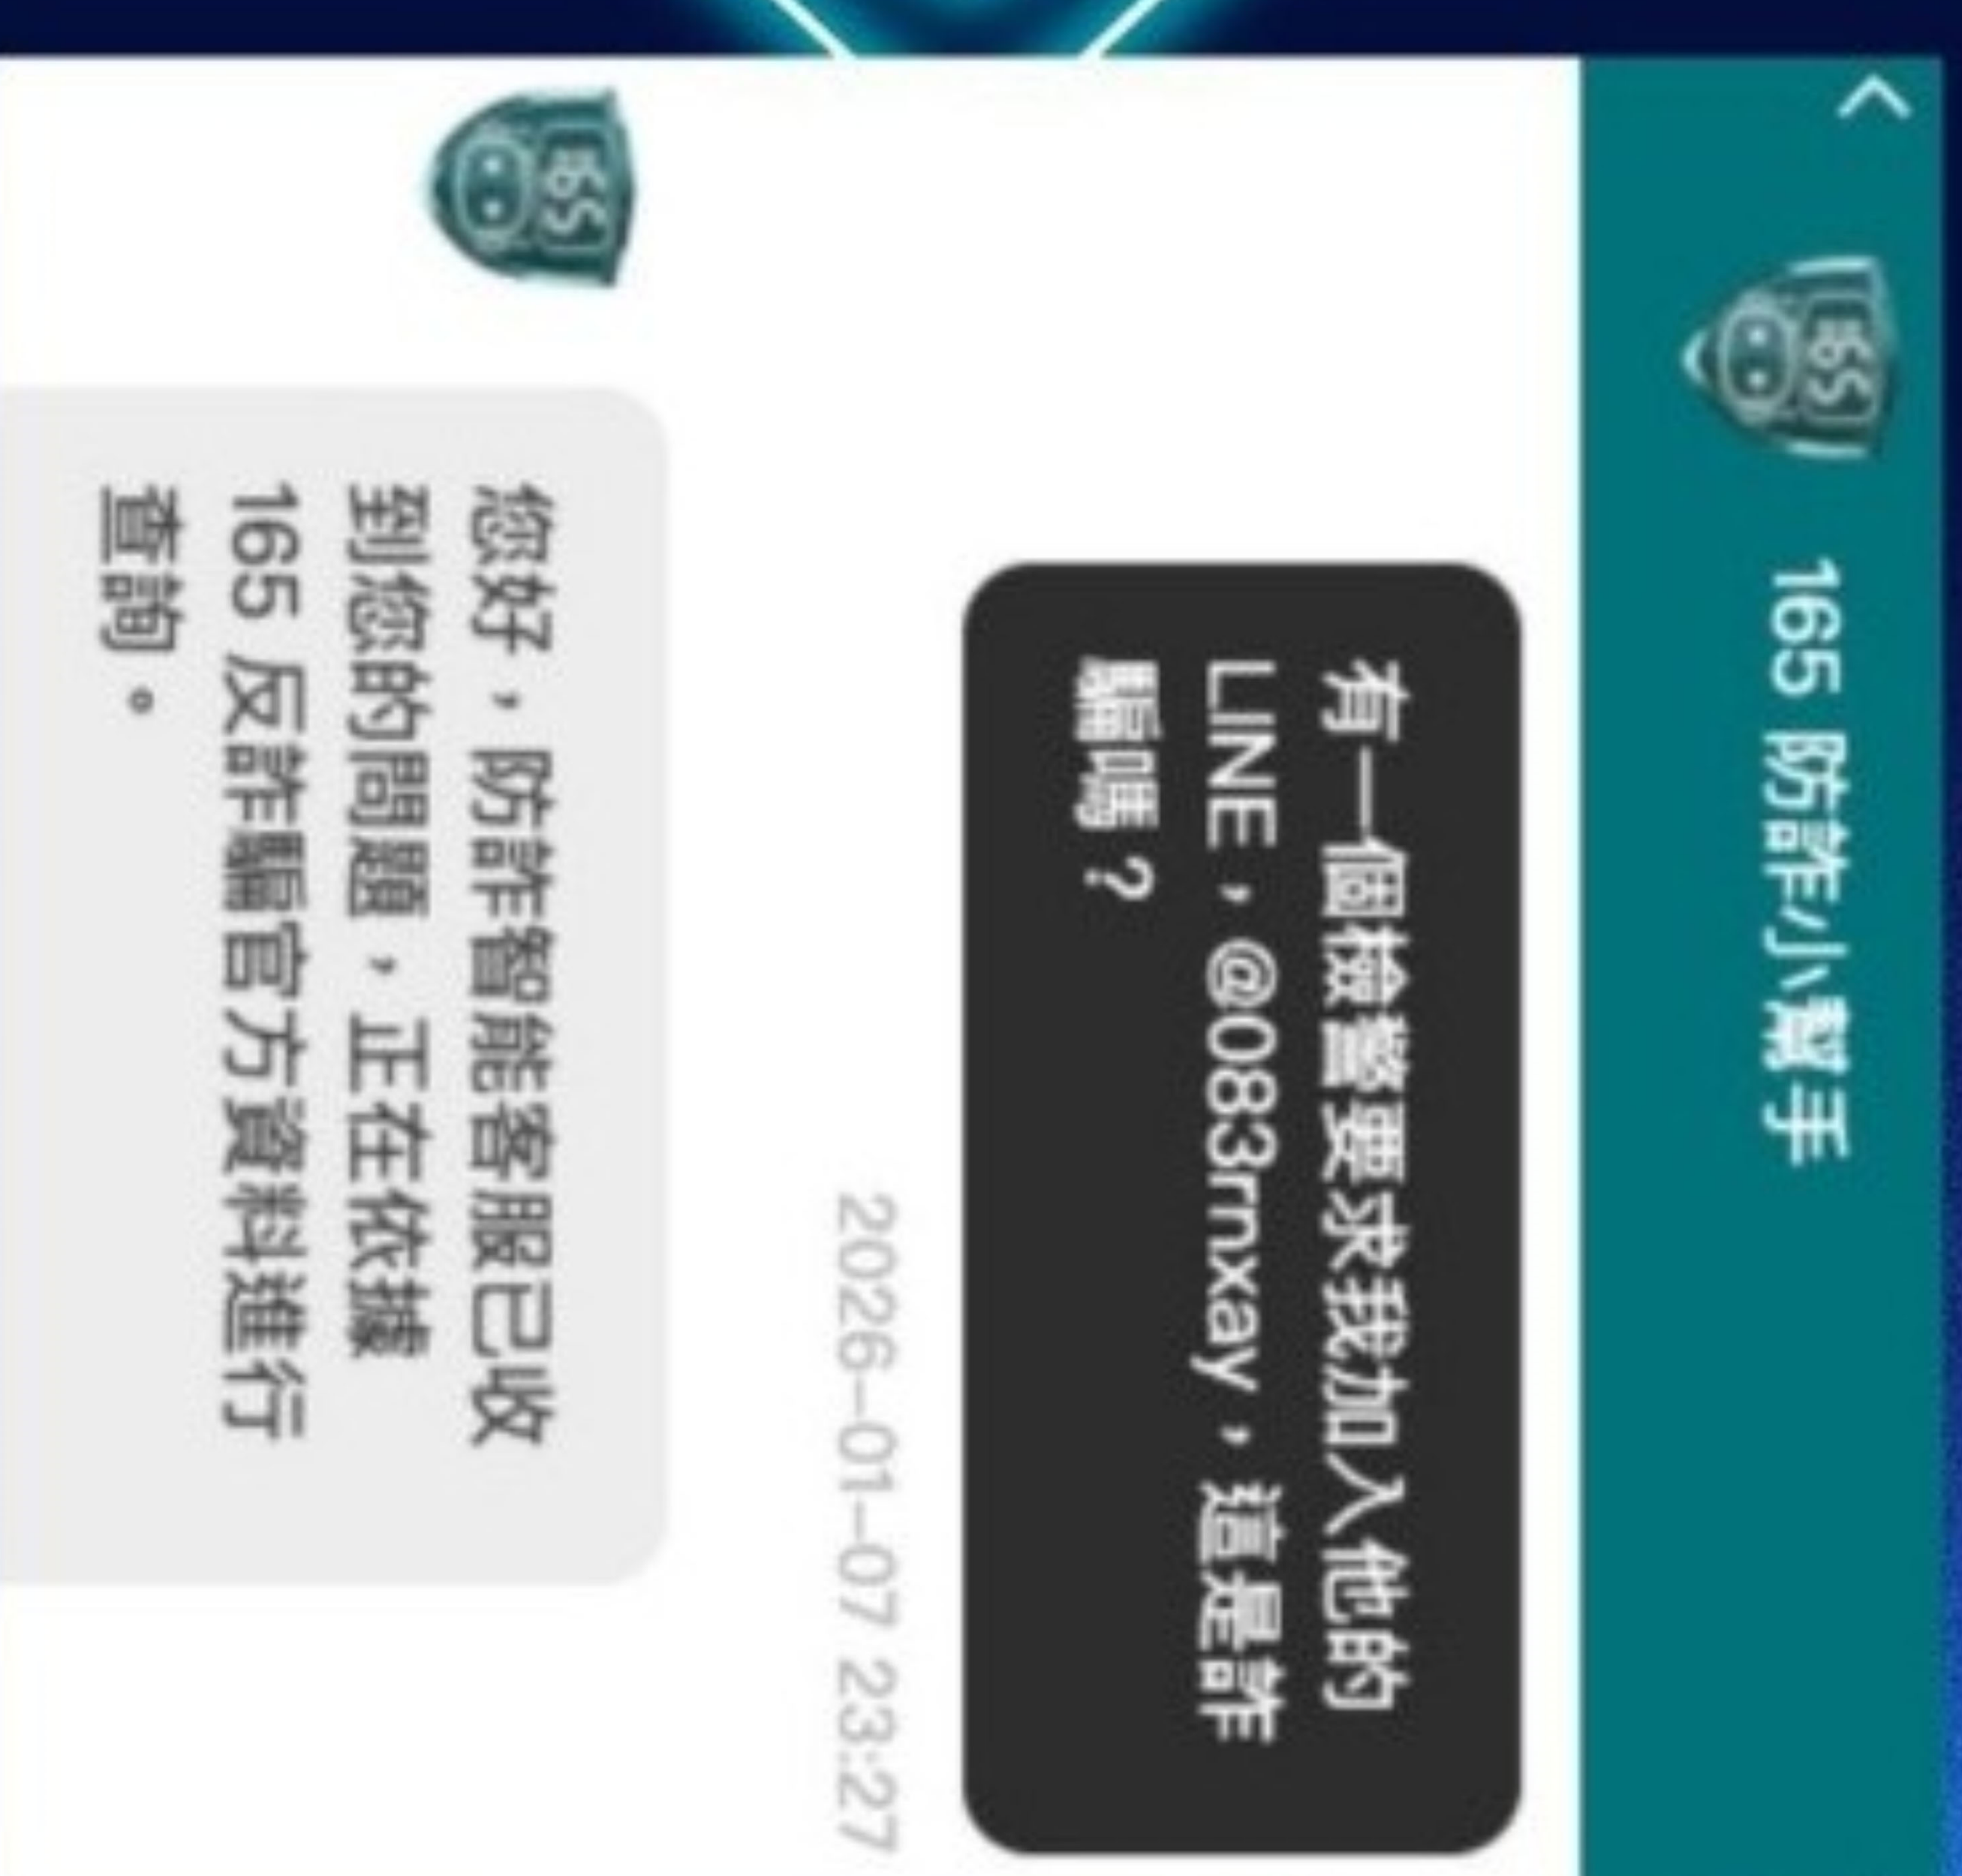 165 防詐小幫手
165
有一個檢警要求我加入他的
LINE，@083rnxay，這是詐
騙嗎？
2026-01-07 23:27
165
您好，防詐智能客服已收
到您的問題，正在依據
165 反詐騙官方資料進行
查詢。